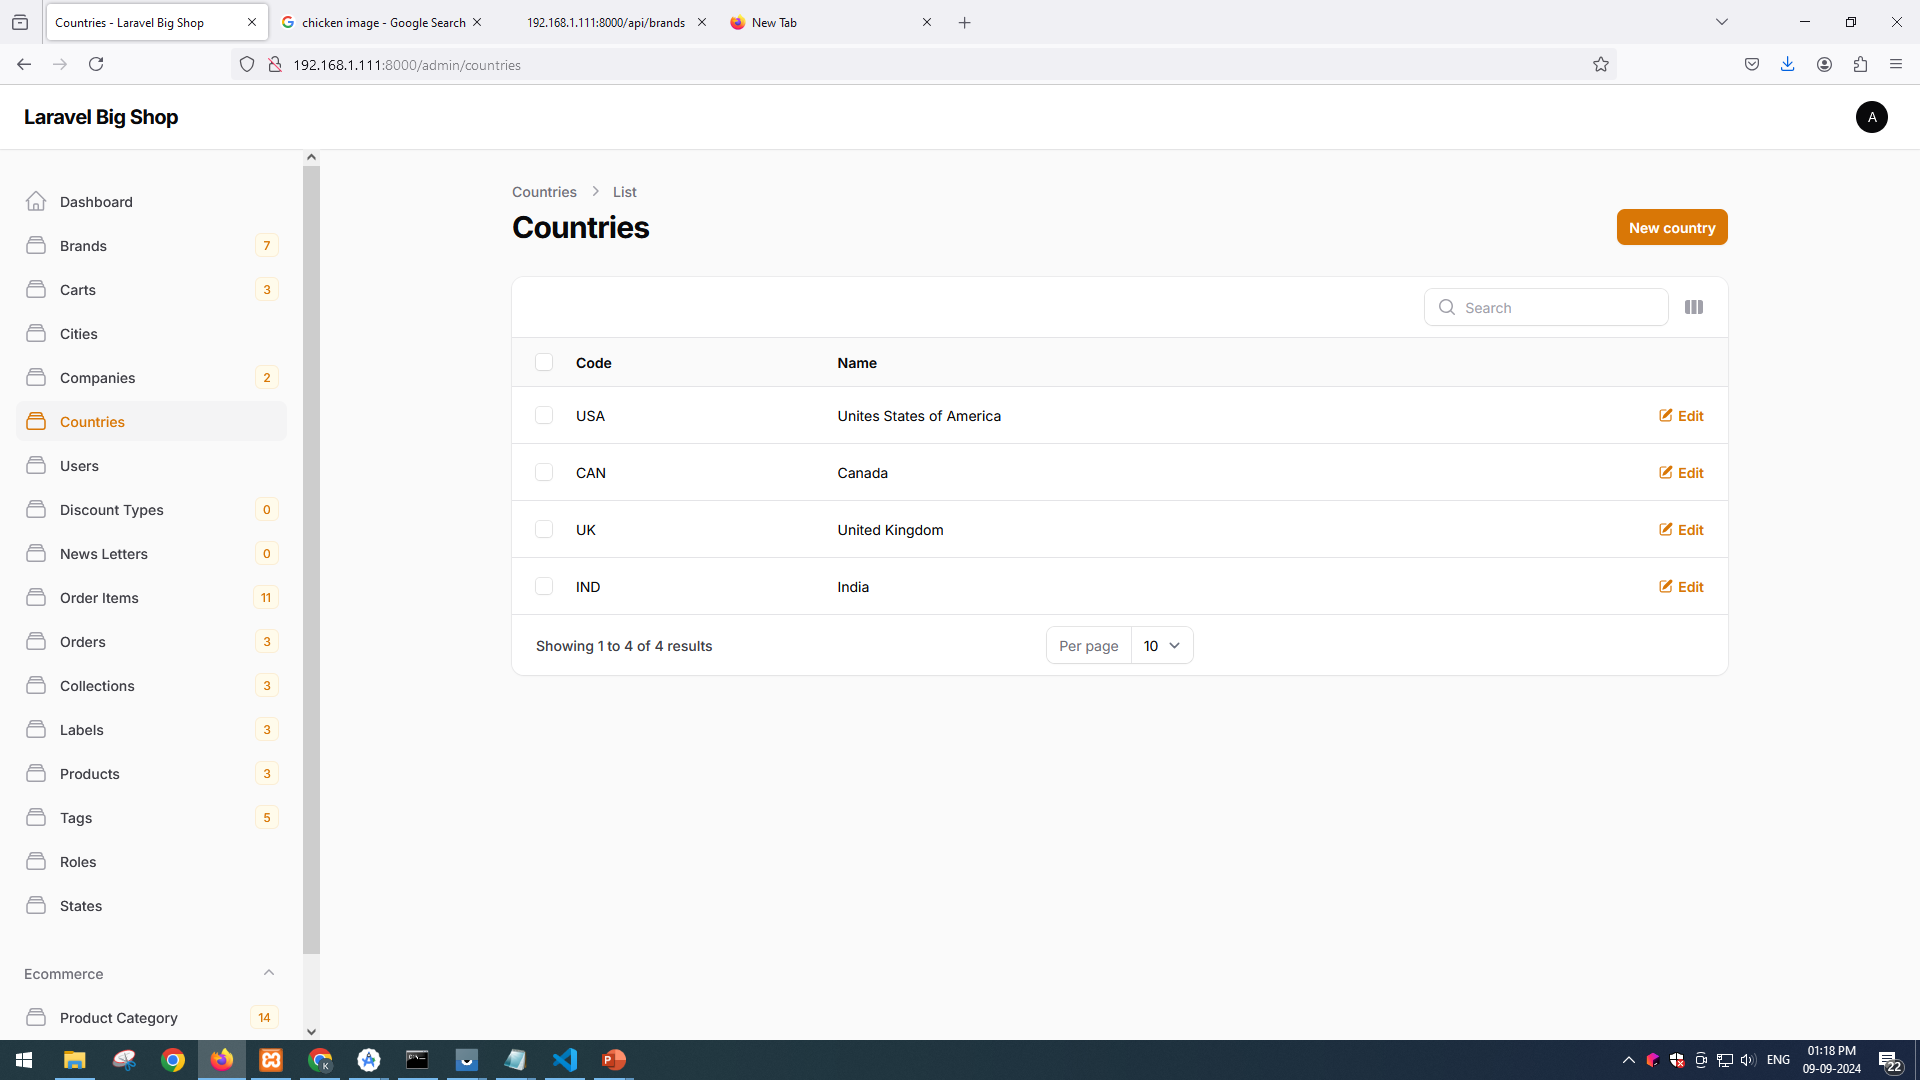 Countries - Laravel Big Shop
chicken image - Google Search
192.168.1.111:8000/api/brands
New Tab
192.168.1.111:8000/admin/countries
Laravel Big Shop
A
Dashboard
Brands 7
Carts 3
Cities
Companies 2
Countries
Users
Discount Types 0
News Letters 0
Order Items 11
Orders 3
Collections 3
Labels 3
Products 3
Tags 5
Roles
States
Ecommerce
Product Category 14
Countries > List
Countries
New country
Search
Code Name
USA Unites States of America Edit
CAN Canada Edit
UK United Kingdom Edit
IND India Edit
Showing 1 to 4 of 4 results Per page 10
ENG
01:18 PM
09-09-2024
22